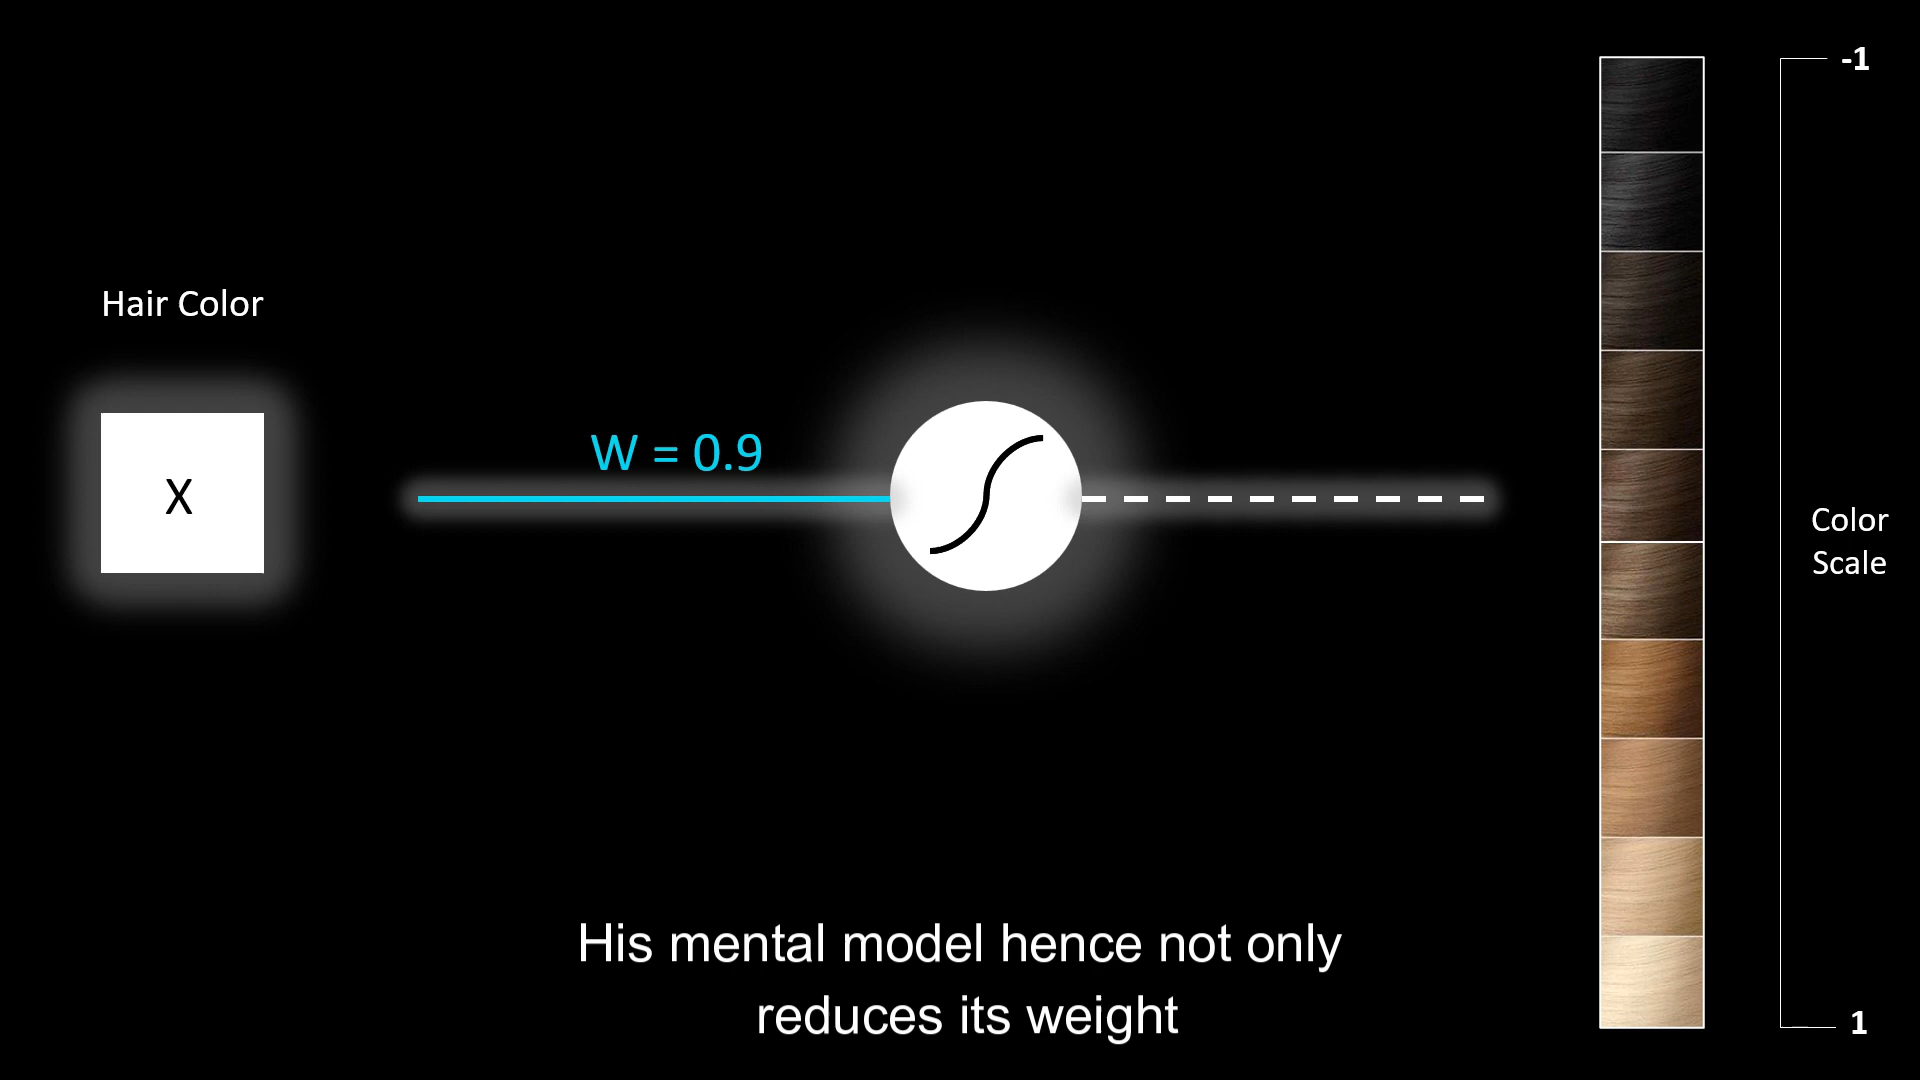 -1
Hair Color
W = 0.9
X
Color
Scale
His mental model hence not only
reduces its weight
1